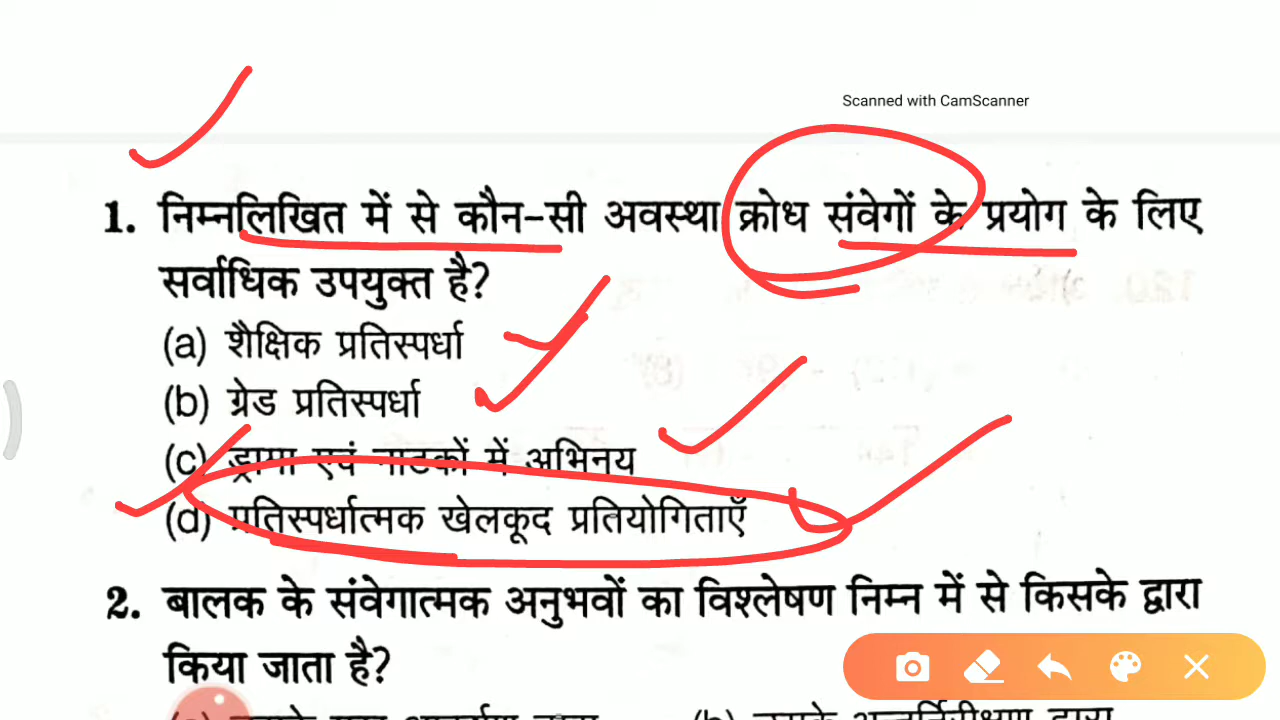 Scanned with CamScanner
1. निम्नलिखित में से कौन-सी अवस्था क्रोध संवेगों के प्रयोग के लिए
सर्वाधिक उपयुक्त है?
(a) शैक्षिक प्रतिस्पर्धा
(b) ग्रेड प्रतिस्पर्धा
(c) ड्रामा एवं नाटकों में अभिनय
(d) प्रतिस्पर्धात्मक खेलकूद प्रतियोगिताएँ
2. बालक के संवेगात्मक अनुभवों का विश्लेषण निम्न में से किसके द्वारा
किया जाता है?